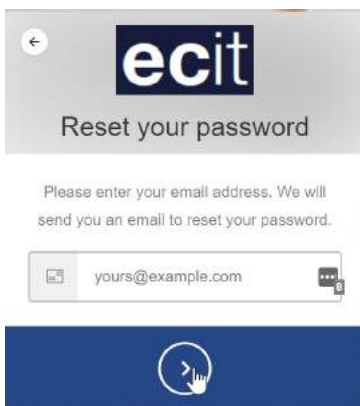 ecit
Reset your password
Please enter your email address. We will
send you an email to reset your password.
yours@example.com